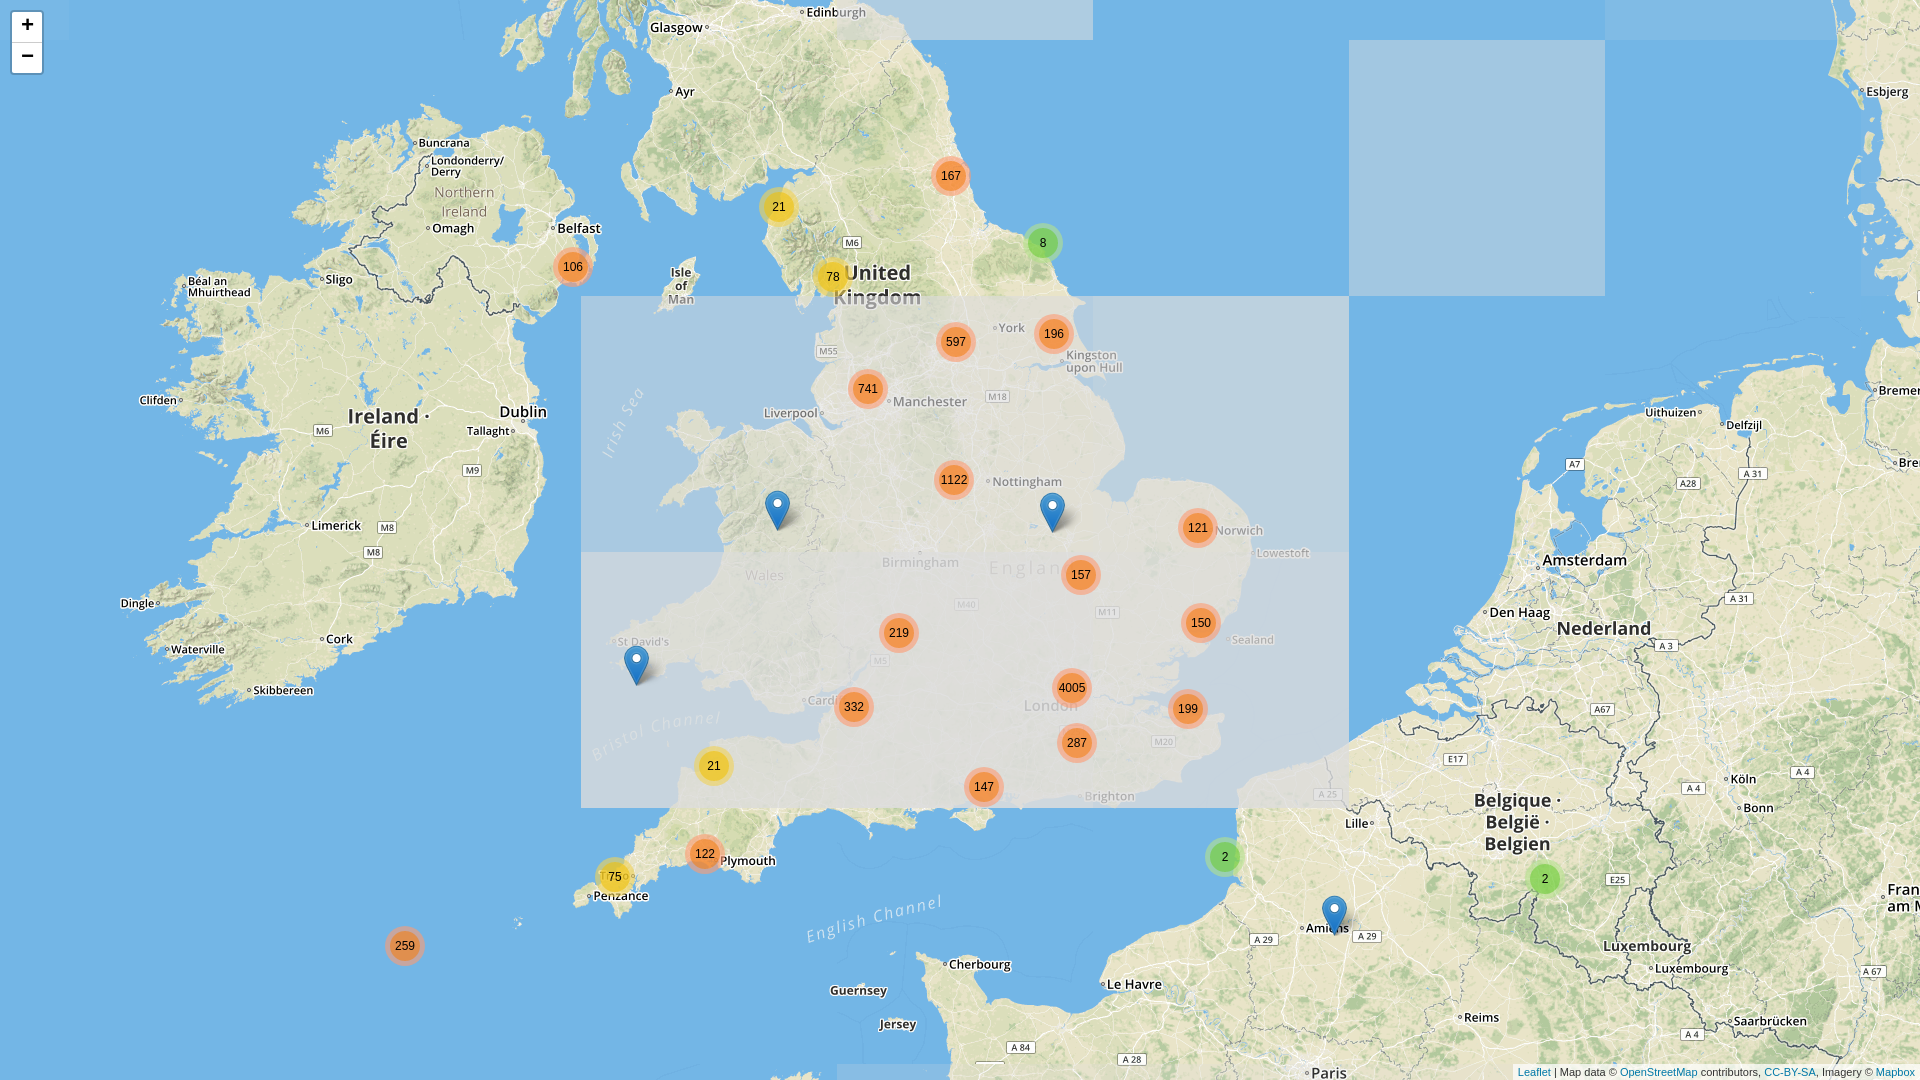 +
−
Edinburgh
Glasgow
Ayr
Esbjerg
Buncrana
Londonderry/
Derry
Northern
Ireland
Omagh
Belfast
167
21
8
M6
106
78
United
Kingdom
Isle
of
Man
Sligo
Béal an
Mhuirthead
York
196
597
M55
Kingston
upon Hull
741
Manchester
M18
Liverpool
Irish Sea
Clifden
Ireland ·
Éire
Dublin
Tallaght
M6
M9
Uithuizen
Delfzijl
A7
A 31
A28
1122
Nottingham
Limerick
M8
M8
121
Norwich
Lowestoft
Birmingham
Wales
157
Amsterdam
Dingle
M40
M11
A 31
Den Haag
Nederland
A 3
219
150
Sealand
Cork
Waterville
St David's
M5
Skibbereen
4005
London
332
199
A67
Bristol Channel
287
M20
E17
21
147
Brighton
A 25
Köln
A 4
A 4
Bonn
Belgique ·
België ·
Belgien
Lille
122
Plymouth
2
75
Penzance
2
E25
English Channel
Amiens
A 29
A 29
259
Luxembourg
Luxembourg
A 67
Cherbourg
Le Havre
Guernsey
Jersey
Reims
Saarbrücken
A 84
A 28
A 4
Paris
Leaflet | Map data © OpenStreetMap contributors, CC-BY-SA, Imagery © Mapbox